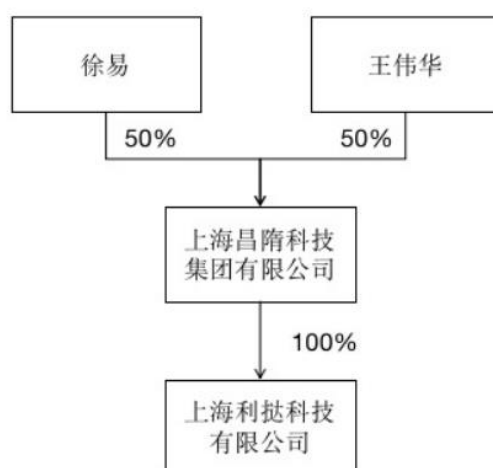 徐易
王伟华
50%
50%
上海昌隋科技
集团有限公司
100%
上海利挞科技
有限公司